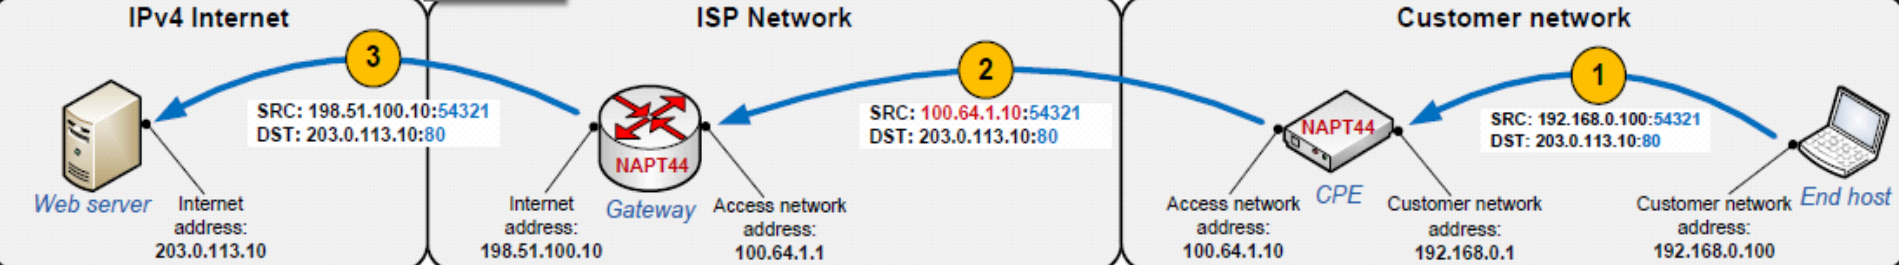 IPv4 Internet
ISP Network
Customer network
3
2
1
SRC: 198.51.100.10:54321
DST: 203.0.113.10:80
SRC: 100.64.1.10:54321
DST: 203.0.113.10:80
SRC: 192.168.0.100:54321
DST: 203.0.113.10:80
NAPT44
NAPT44
Web server
Internet
address:
203.0.113.10
Internet
address:
198.51.100.10
Gateway
Access network
address:
100.64.1.1
Access network
address:
100.64.1.10
CPE
Customer network
address:
192.168.0.1
Customer network
address:
192.168.0.100
End host